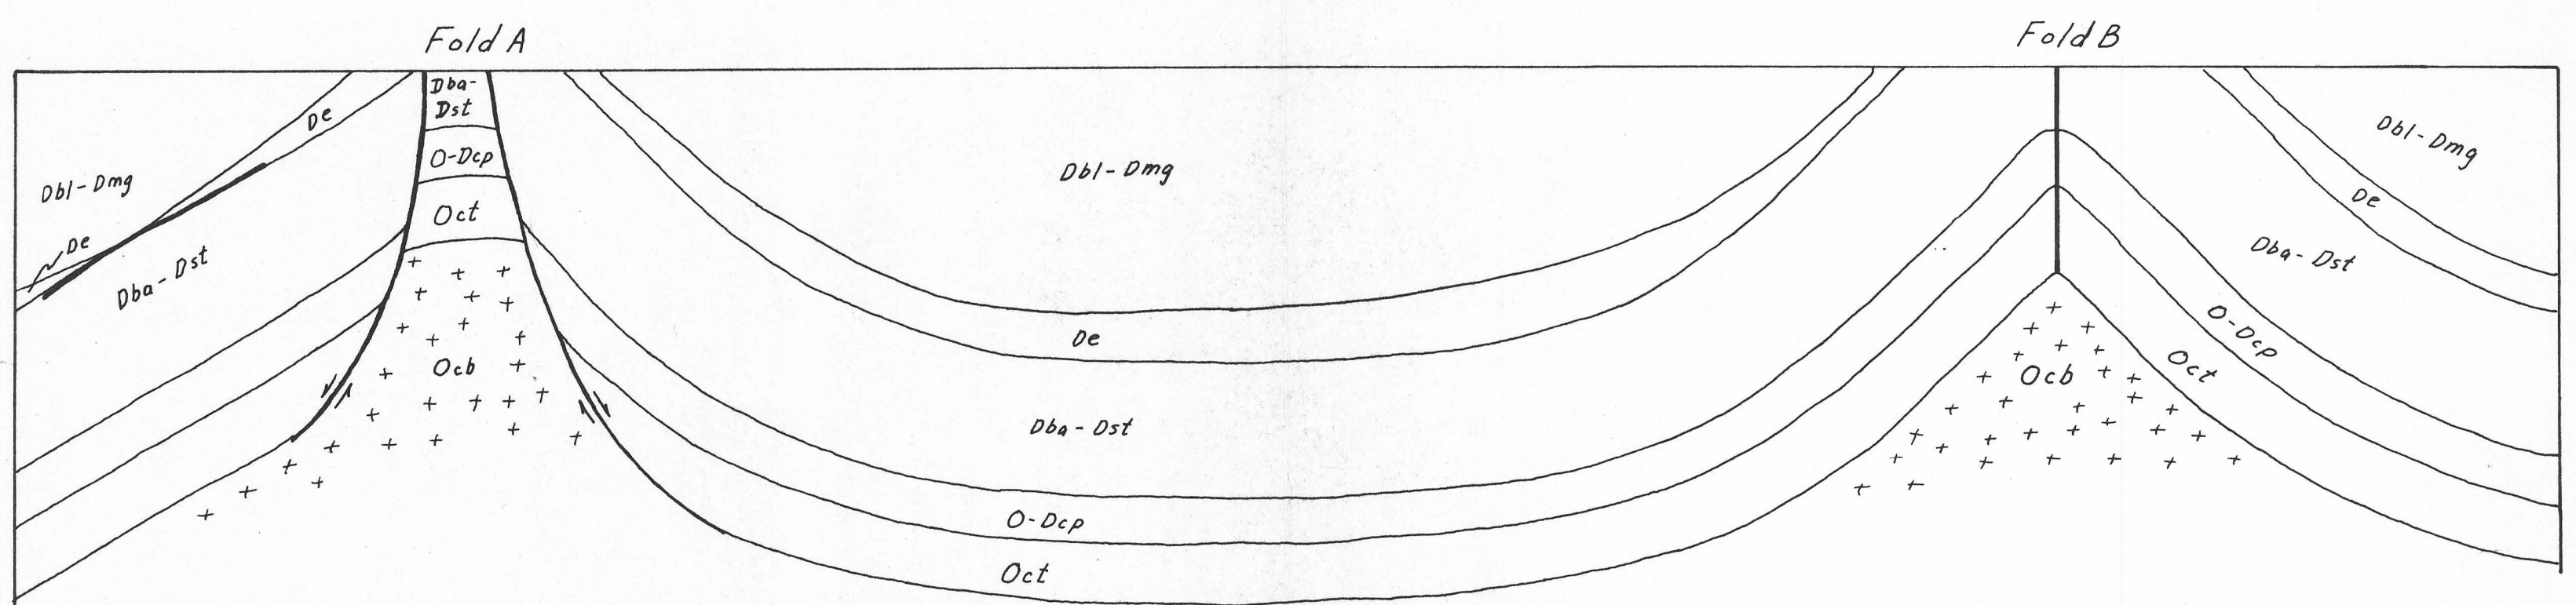 Fold A
Fold B
Dba-
Dst
De
O-Dcp
Dbl-Dmg
Oct
De
Dba-Dst
Ocb
Dbl-Dmg
De
Dba-Dst
O-Dcp
Oct
Dbl-Dmg
De
Dba-Dst
O-Dcp
Oct
Ocb